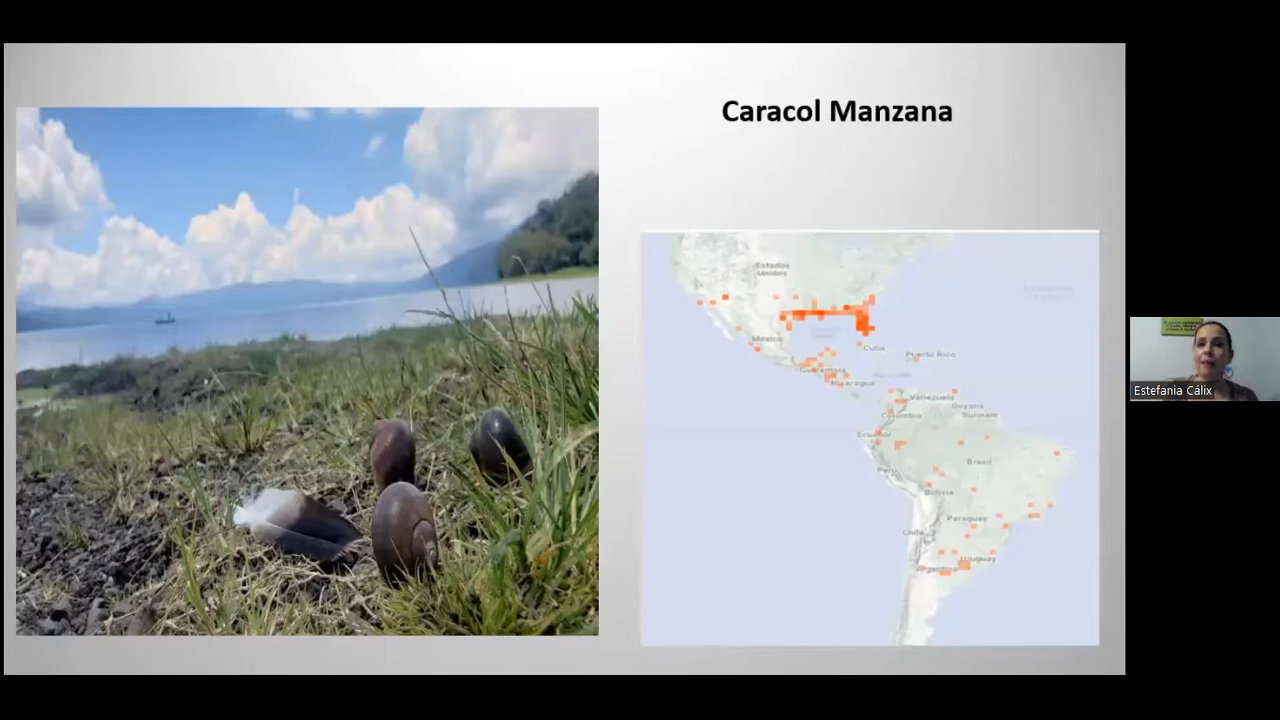 Caracol Manzana
Estados
Unidos
México
Cuba
Puerto Rico
Guatemala
Nicaragua
Venezuela
Guyana
Colombia
Surinam
Ecuador
Brasil
Perú
Bolivia
Paraguay
Chile
Uruguay
Argentina
Estefania Cálix